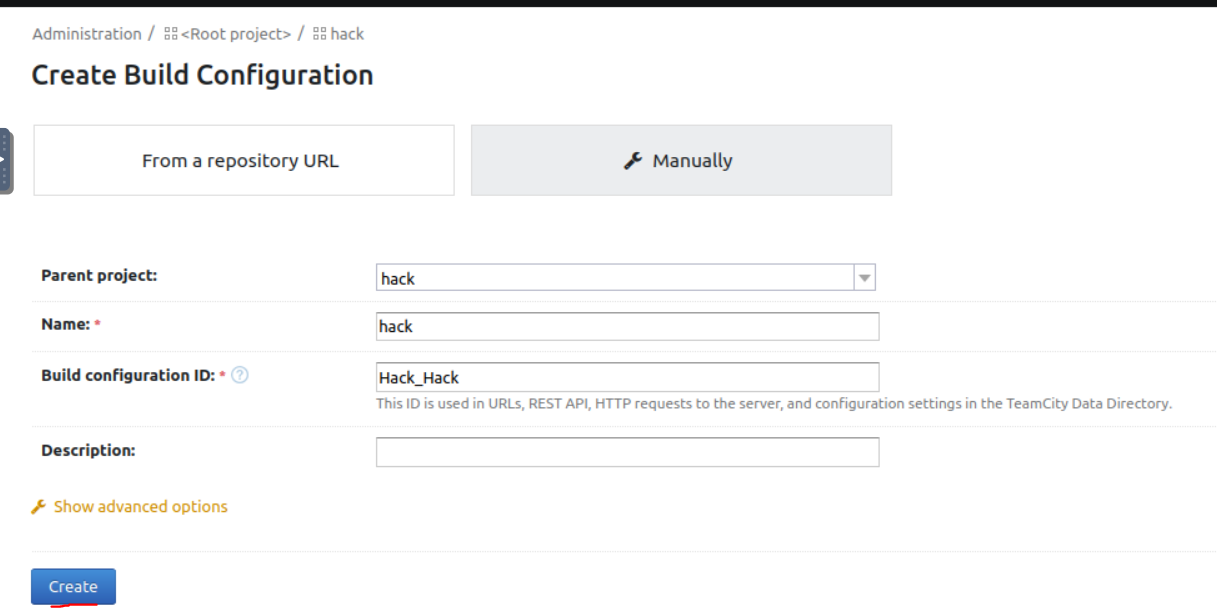 Administration / <Root project> / hack
Create Build Configuration
From a repository URL
Manually
Parent project:
hack
Name: *
hack
Build configuration ID: * ?
Hack_Hack
This ID is used in URLs, REST API, HTTP requests to the server, and configuration settings in the TeamCity Data Directory.
Description:
Show advanced options
Create